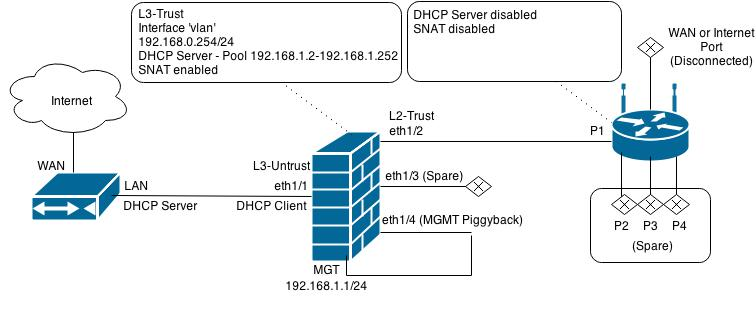 L3-Trust
Interface 'vlan'
192.168.0.254/24
DHCP Server - Pool 192.168.1.2-192.168.1.252
SNAT enabled
DHCP Server disabled
SNAT disabled
WAN or Internet
Port
(Disconnected)
Internet
WAN
LAN
DHCP Server
L3-Untrust
eth1/1
DHCP Client
L2-Trust
eth1/2
P1
eth1/3 (Spare)
eth1/4 (MGMT Piggyback)
MGT
192.168.1.1/24
P2 P3 P4
(Spare)